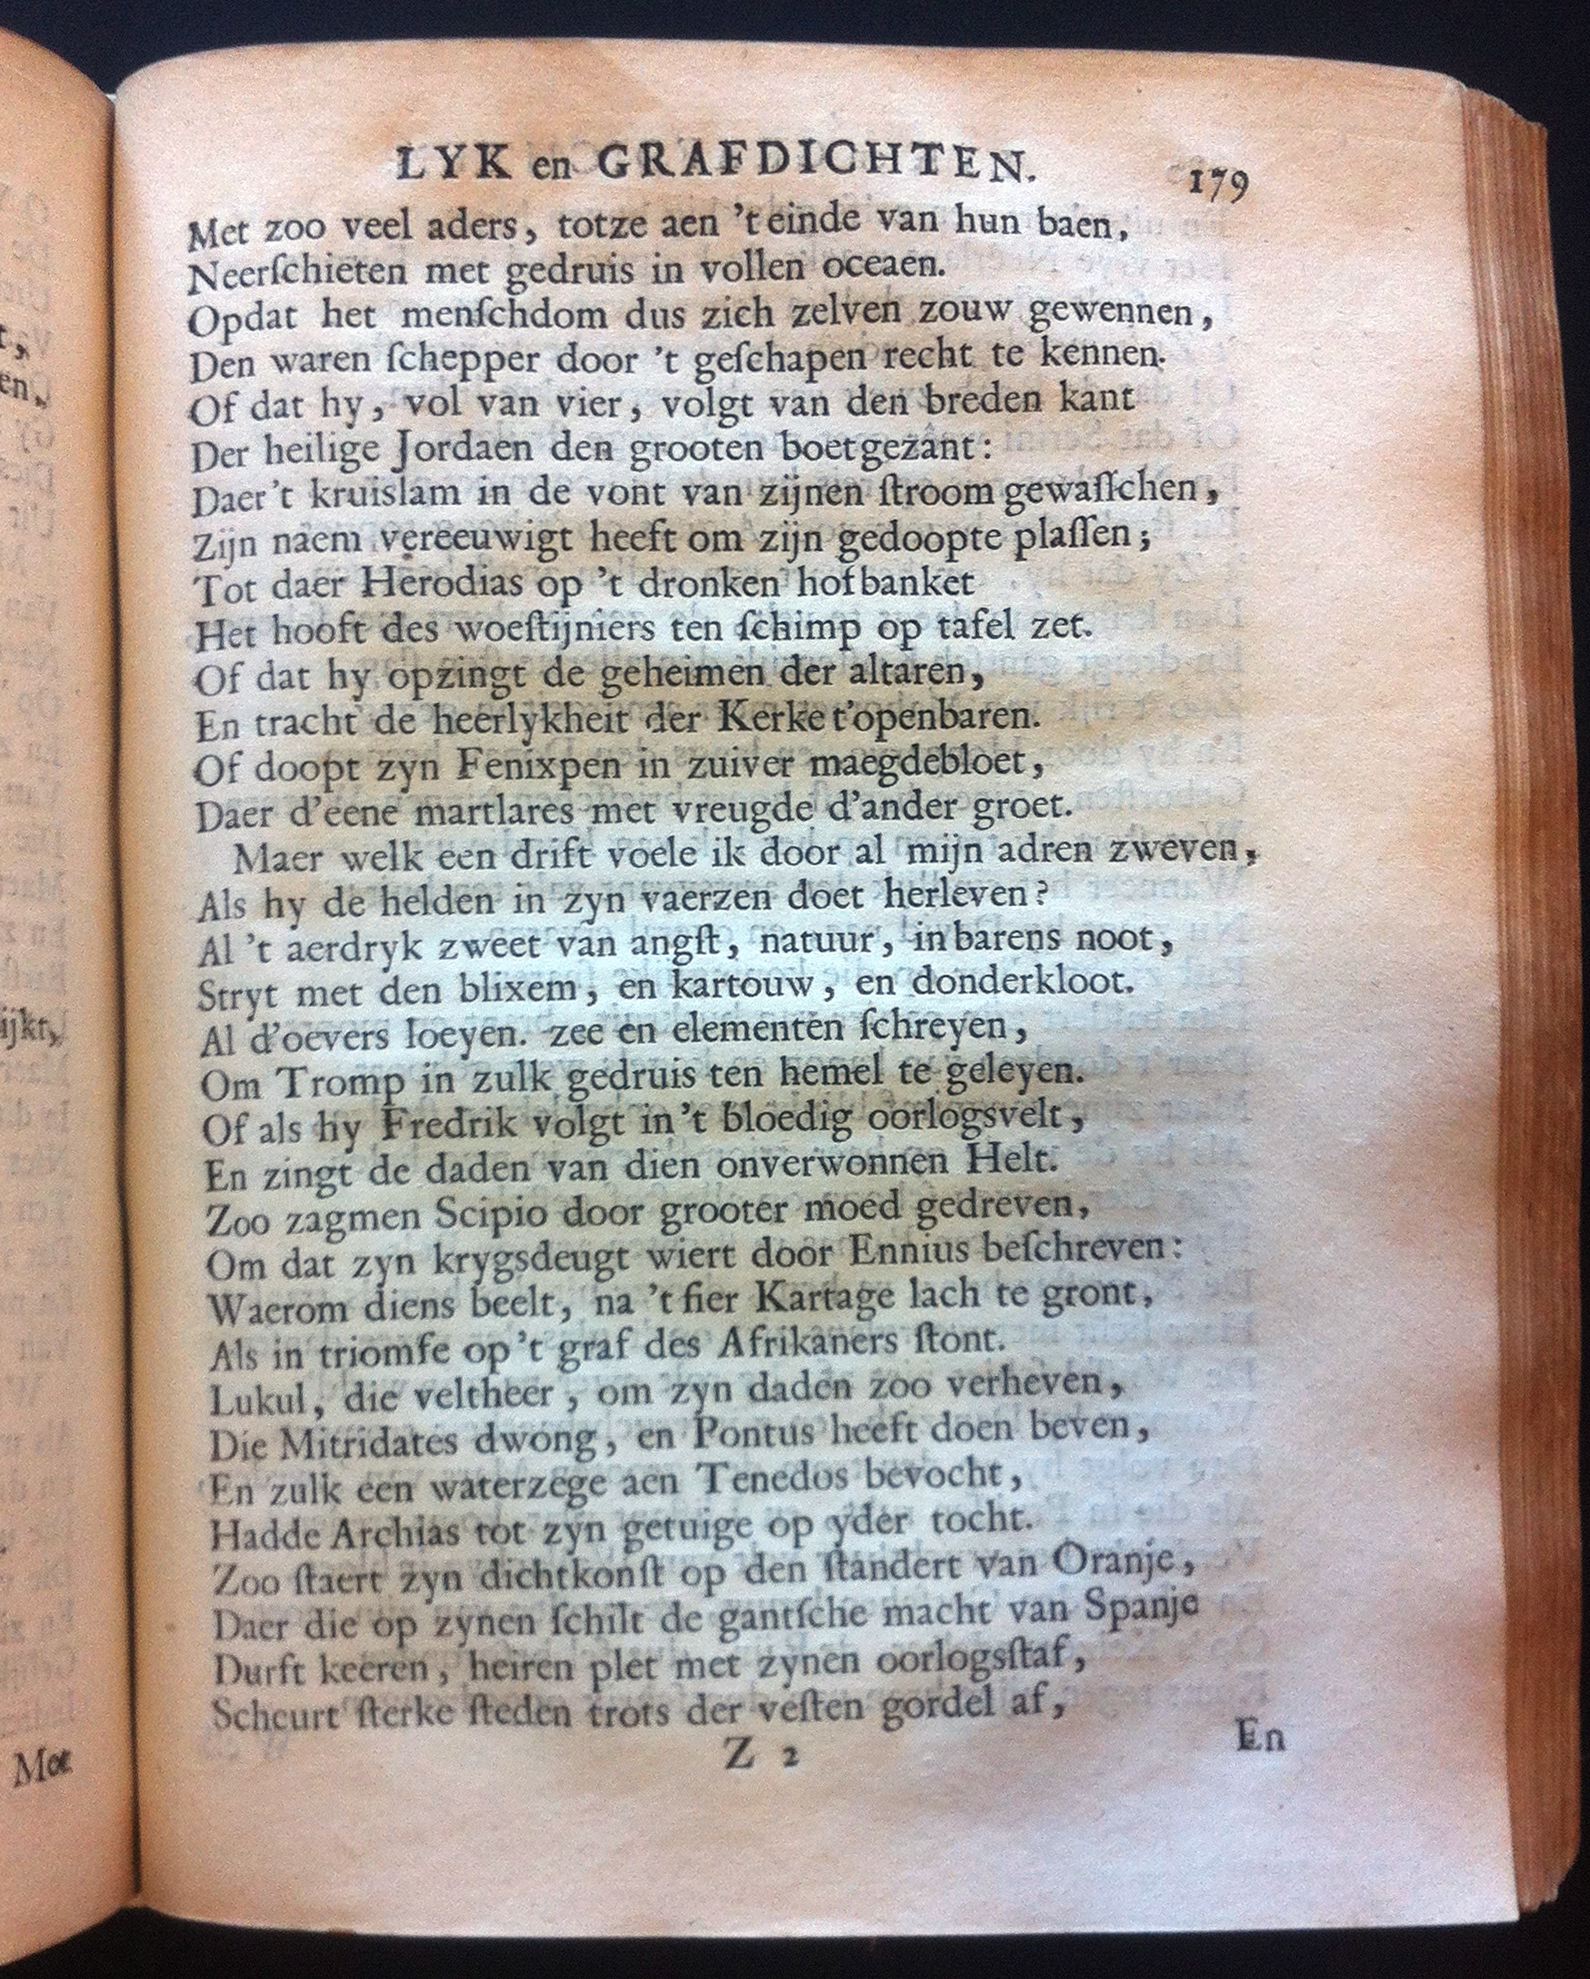 LYK en GRAFDICHTEN. 179
Met zoo veel aders, totze aen 't einde van hun baen,
Neerſchieten met gedruis in vollen oceaen.
Opdat het menſchdom dus zich zelven zouw gewennen,
Den waren ſchepper door 't geſchapen recht te kennen.
Of dat hy, vol van vier, volgt van den breden kant
Der heilige Jordaen den grooten boetgezant:
Daer 't kruislam in de vont van zijnen ſtroom gewaſſchen,
Zijn naem vereeuwigt heeft om zijn gedoopte plaſſen;
Tot daer Herodias op 't dronken hofbanket
Het hooft des woeſtijniers ten ſchimp op tafel zet.
Of dat hy opzingt de geheimen der altaren,
En tracht de heerlykheit der Kerke t'openbaren.
Of doopt zyn Fenixpen in zuiver maegdebloet,
Daer d'eene martlares met vreugde d'ander groet.
Maer welk een drift voele ik door al mijn adren zweven,
Als hy de helden in zyn vaerzen doet herleven?
Al 't aerdryk zweet van angſt, natuur, in barens noot,
Stryt met den blixem, en kartouw, en donderkloot.
Al d'oevers loeyen. zee en elementen ſchreyen,
Om Tromp in zulk gedruis ten hemel te geleyen.
Of als hy Fredrik volgt in 't bloedig oorlogsvelt,
En zingt de daden van dien onverwonnen Helt.
Zoo zagmen Scipio door grooter moed gedreven,
Om dat zyn krygsdeugt wiert door Ennius beſchreven:
Waerom diens beelt, na 't fier Kartage lach te gront,
Als in triomfe op 't graf des Afrikaners ſtont.
Lukul, die veltheer, om zyn daden zoo verheven,
Die Mitridates dwong, en Pontus heeft doen beven,
En zulk een waterzege aen Tenedos bevocht,
Hadde Archias tot zyn getuige op yder tocht.
Zoo ſtaert zyn dichtkonſt op den ſtandert van Oranje,
Daer die op zynen ſchilt de gantſche macht van Spanje
Durft keeren, heiren plet met zynen oorlogsſtaf,
Scheurt ſterke ſteden trots der veſten gordel af,
Z 2 En